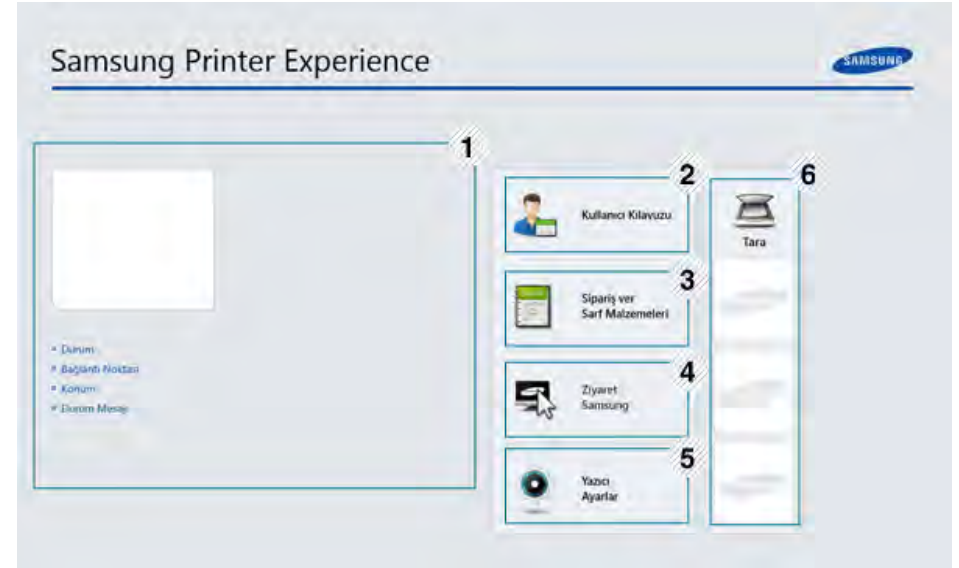 Samsung Printer Experience
SAMSUNG
1
2
Kullanıcı Kılavuzu
6
Tara
3
Sipariş ver
Sarf Malzemeleri
Durum
Bağlantı Noktası
Konum
Durum Mesajı
4
Ziyaret
Samsung
5
Yazıcı
Ayarlar